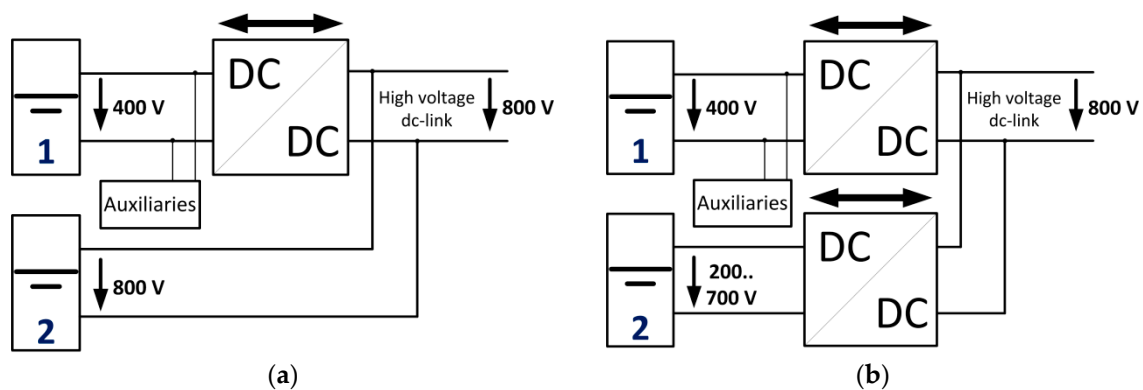 DC
DC
400 V
High voltage
dc-link
800 V
1
Auxiliaries
800 V
2
(a)
DC
DC
400 V
High voltage
dc-link
800 V
1
Auxiliaries
DC
DC
200..
700 V
2
(b)